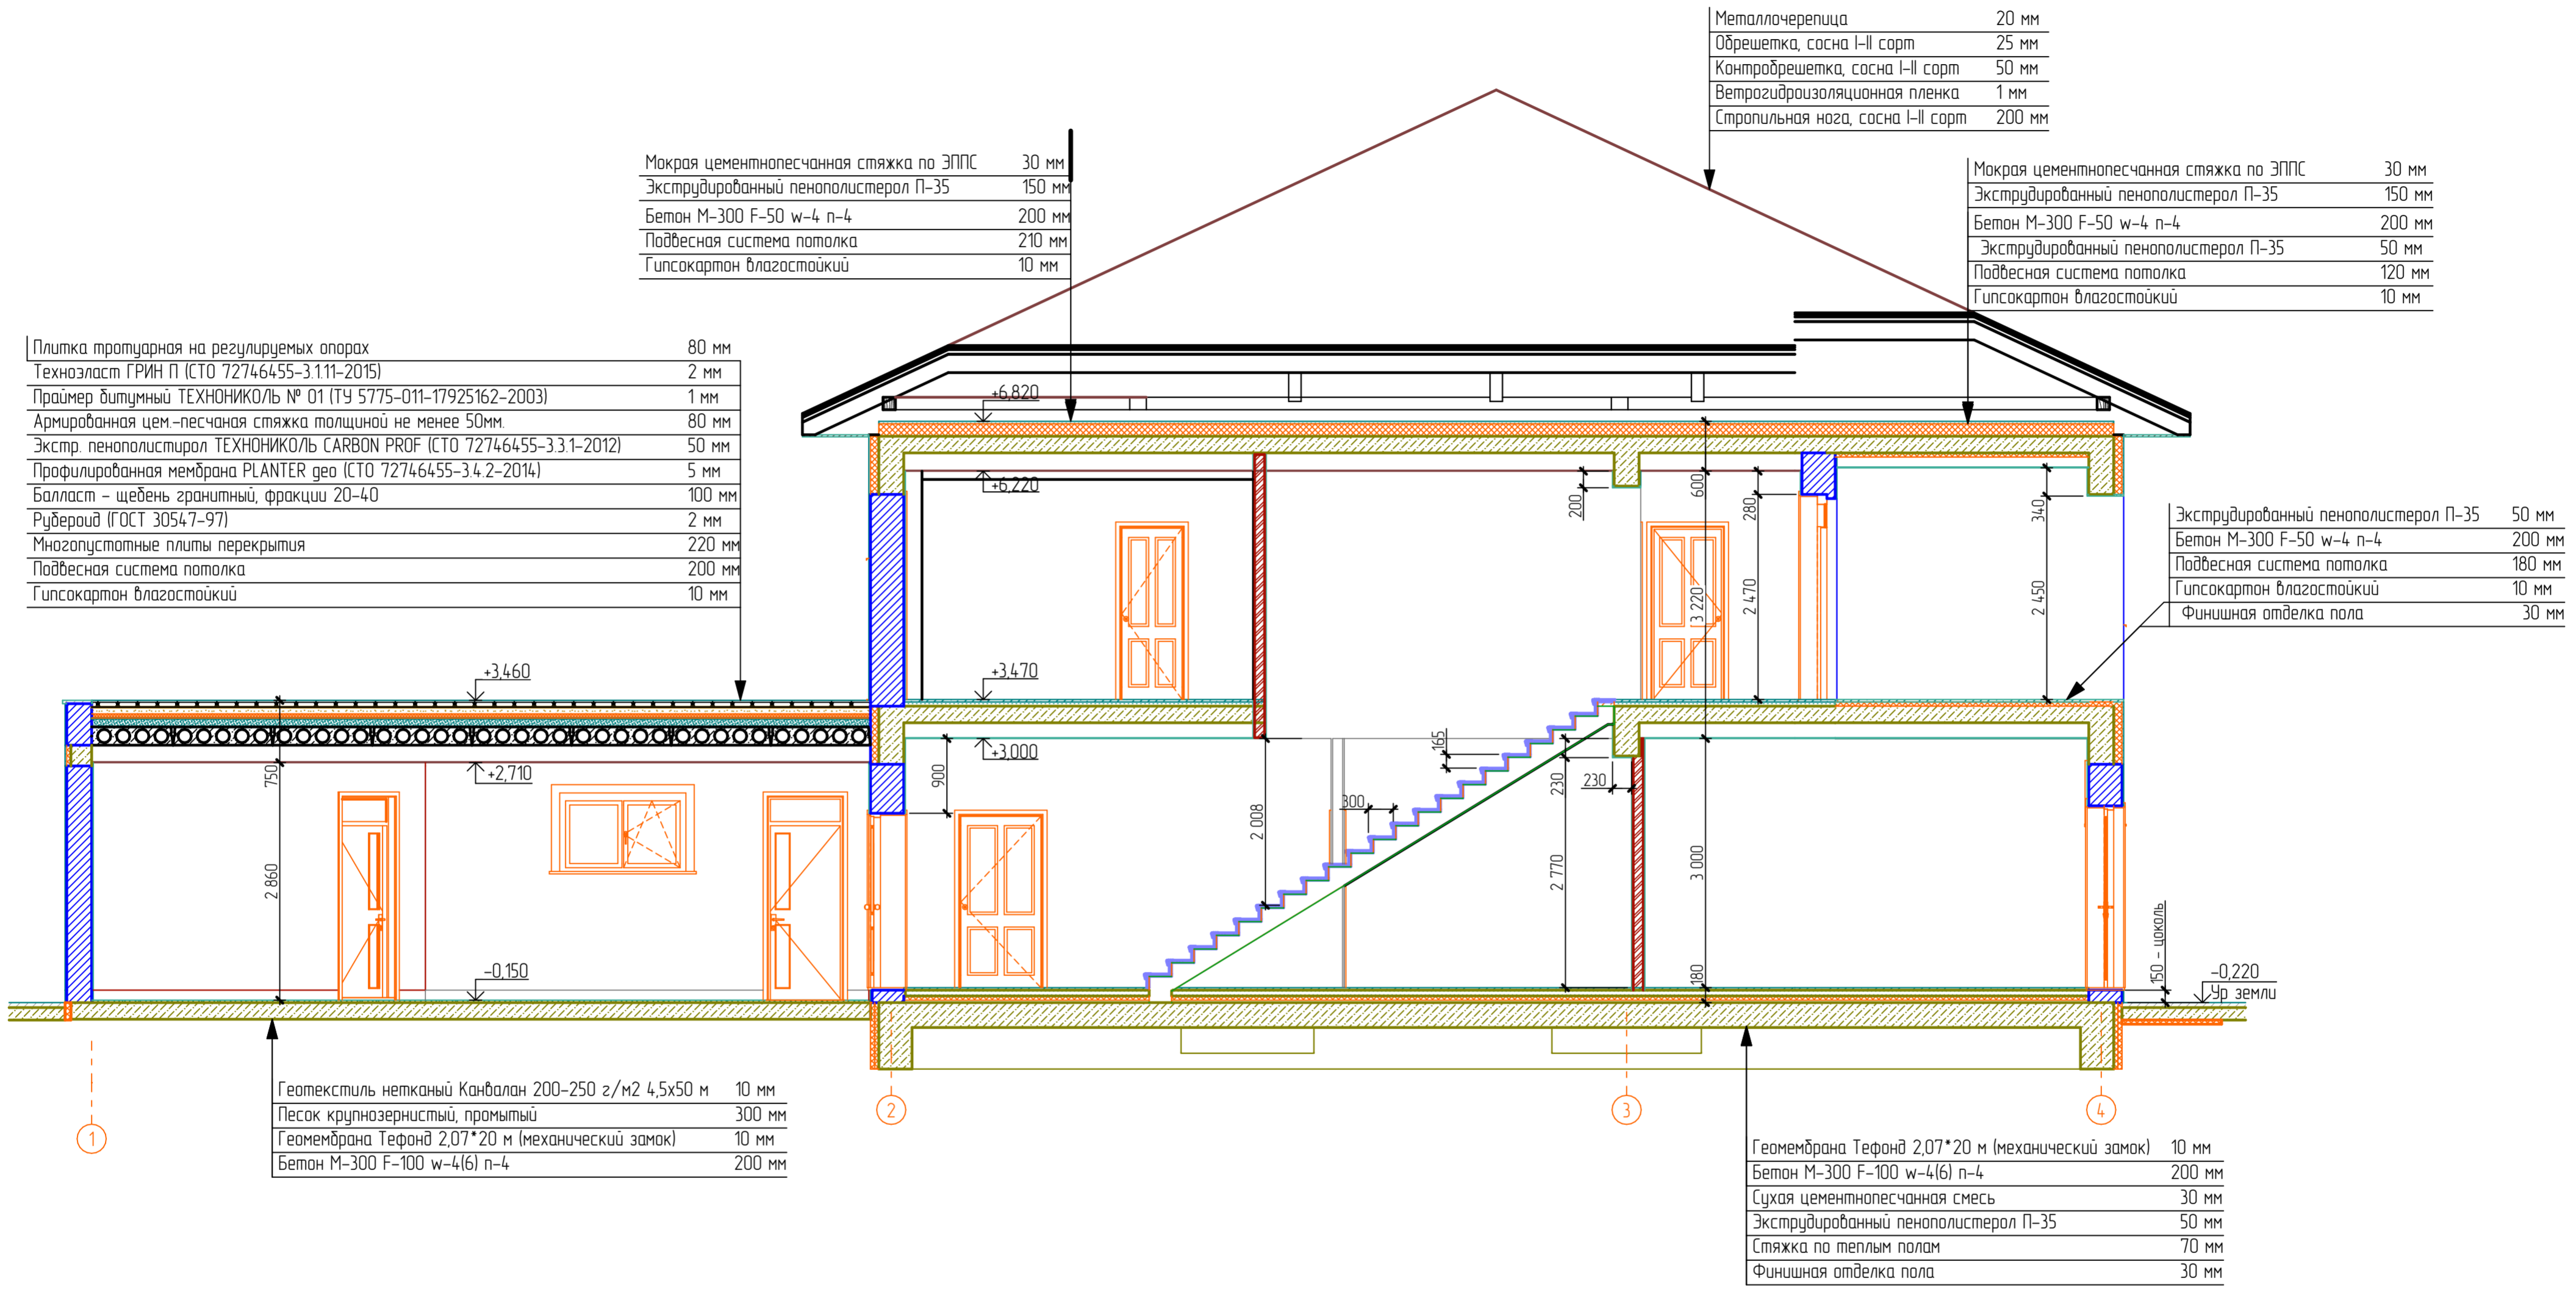 Металлочерепица 20 мм
Обрешетка, сосна I-II сорт 25 мм
Контробрешетка, сосна I-II сорт 50 мм
Ветрогидроизоляционная пленка 1 мм
Стропильная нога, сосна I-II сорт 200 мм
Мокрая цементнопесчанная стяжка по ЭППС 30 мм
Экструдированный пенополистерол П-35 150 мм
Бетон М-300 F-50 w-4 п-4 200 мм
Подвесная система потолка 210 мм
Гипсокартон влагостойкий 10 мм
Мокрая цементнопесчанная стяжка по ЭППС 30 мм
Экструдированный пенополистерол П-35 150 мм
Бетон М-300 F-50 w-4 п-4 200 мм
Экструдированный пенополистерол П-35 50 мм
Подвесная система потолка 120 мм
Гипсокартон влагостойкий 10 мм
Плитка тротуарная на регулируемых опорах 80 мм
Техноэласт ГРИН П (СТО 72746455-3.1.11-2015) 2 мм
Праймер битумный ТЕХНОНИКОЛЬ № 01 (ТУ 5775-011-17925162-2003) 1 мм
Армированная цем.-песчаная стяжка толщиной не менее 50мм. 80 мм
Экстр. пенополистирол ТЕХНОНИКОЛЬ CARBON PROF (СТО 72746455-3.3.1-2012) 50 мм
Профилированная мембрана PLANTER geo (СТО 72746455-3.4.2-2014) 5 мм
Балласт - щебень гранитный, фракции 20-40 100 мм
Рубероид (ГОСТ 30547-97) 2 мм
Многопустотные плиты перекрытия 220 мм
Подвесная система потолка 200 мм
Гипсокартон влагостойкий 10 мм
Экструдированный пенополистерол П-35 50 мм
Бетон М-300 F-50 w-4 п-4 200 мм
Подвесная система потолка 180 мм
Гипсокартон влагостойкий 10 мм
Финишная отделка пола 30 мм
+6,820
+6,220
200
600
280
340
3 220
2 470
2 450
+3,460
+3,470
+3,000
+2,710
750
900
165
300
230
230
2 008
2 860
2 770
3 000
180
-0,150
150 - цоколь
-0,220
Ур земли
Геотекстиль нетканый Канвалан 200-250 г/м2 4,5х50 м 10 мм
Песок крупнозернистый, промытый 300 мм
Геомембрана Тефонд 2,07*20 м (механический замок) 10 мм
Бетон М-300 F-100 w-4(6) п-4 200 мм
1
2
3
4
Геомембрана Тефонд 2,07*20 м (механический замок) 10 мм
Бетон М-300 F-100 w-4(6) п-4 200 мм
Сухая цементнопесчанная смесь 30 мм
Экструдированный пенополистерол П-35 50 мм
Стяжка по теплым полам 70 мм
Финишная отделка пола 30 мм